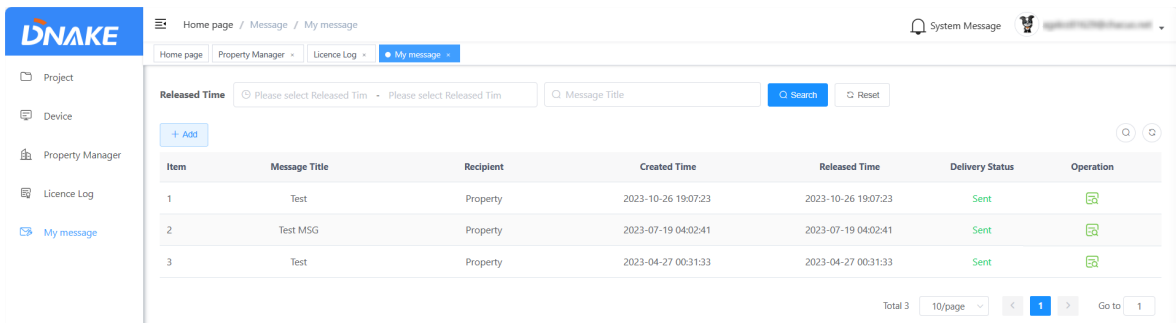 DNAKE
Home page / Message / My message
System Message
Home page Property Manager × Licence Log × My message ×
Project
Device
Property Manager
Licence Log
My message
Released Time Please select Released Tim - Please select Released Tim Message Title Search Reset
+ Add
Item Message Title Recipient Created Time Released Time Delivery Status Operation
1 Test Property 2023-10-26 19:07:23 2023-10-26 19:07:23 Sent
2 Test MSG Property 2023-07-19 04:02:41 2023-07-19 04:02:41 Sent
3 Test Property 2023-04-27 00:31:33 2023-04-27 00:31:33 Sent
Total 3 10/page < 1 > Go to 1